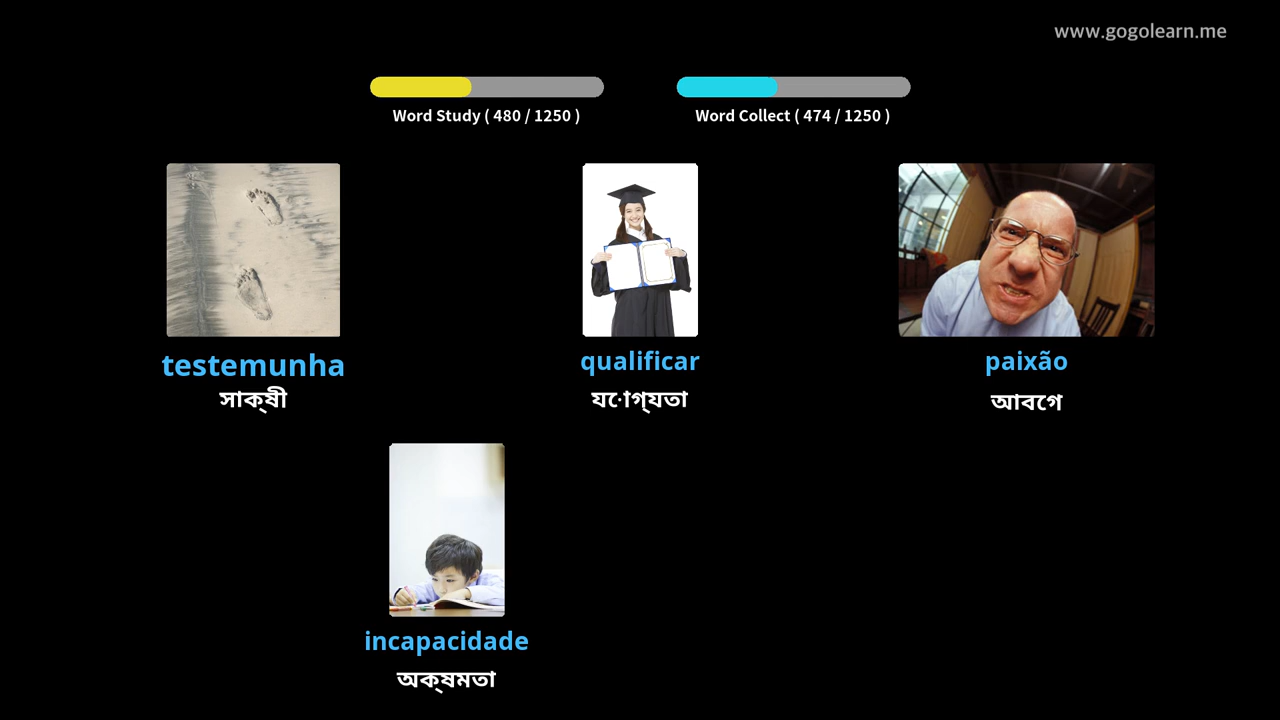 www.gogolearn.me
Word Study ( 480 / 1250 )
Word Collect ( 474 / 1250 )
testemunha
সাক্ষী
qualificar
যোগ্যতা
paixão
আবেগ
incapacidade
অক্ষমতা